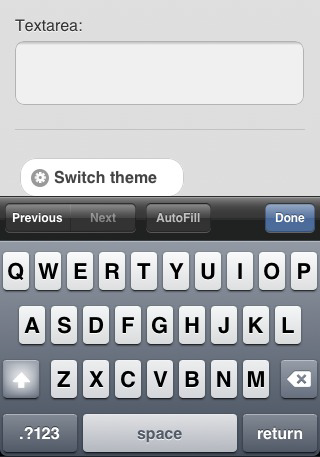 Textarea:
Switch theme
Previous Next AutoFill Done
Q W E R T Y U I O P
A S D F G H J K L
Z X C V B N M
.?123 space return